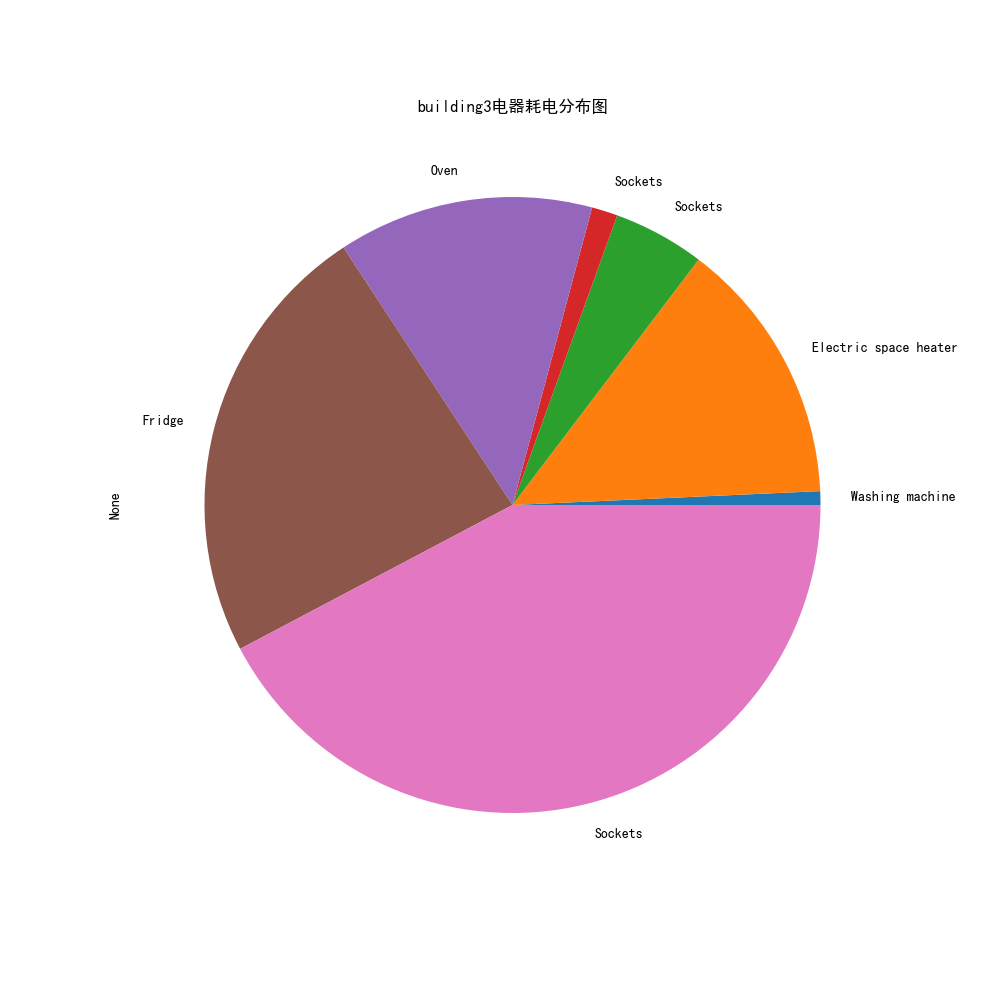 building3电器耗电分布图
Oven
Sockets
Sockets
Electric space heater
Fridge
Washing machine
None
Sockets